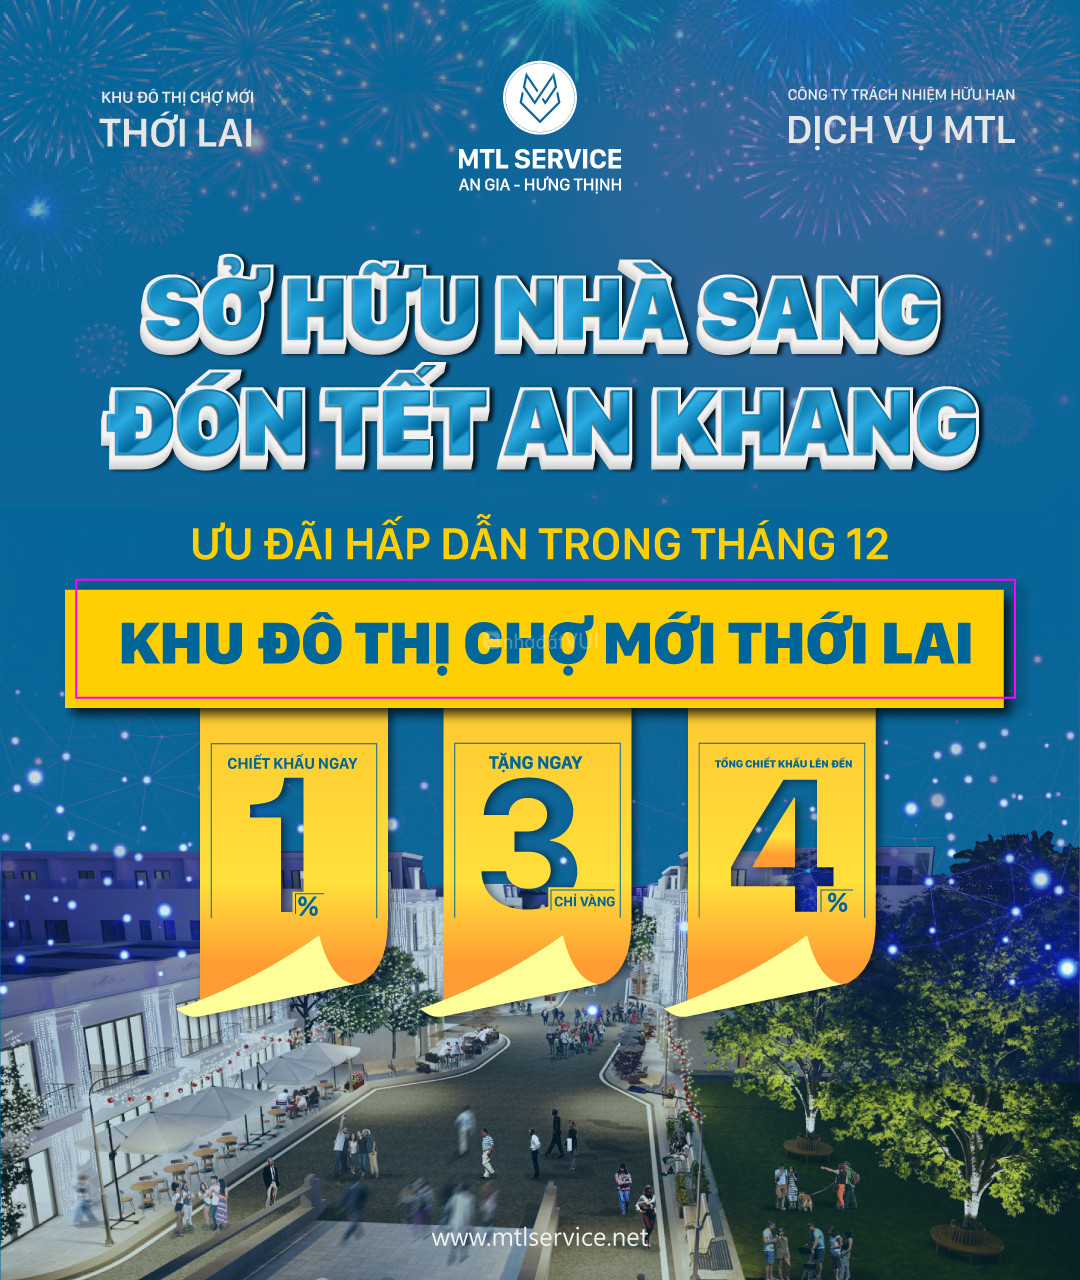 KHU ĐÔ THỊ CHỢ MỚI
THỚI LAI
MTL SERVICE
AN GIA - HƯNG THỊNH
CÔNG TY TRÁCH NHIỆM HỮU HẠN
DỊCH VỤ MTL
SỞ HỮU NHÀ SANG
ĐÓN TẾT AN KHANG
ƯU ĐÃI HẤP DẪN TRONG THÁNG 12
KHU ĐÔ THỊ CHỢ MỚI THỚI LAI
nhadatVUI
CHIẾT KHẤU NGAY
1
%
TẶNG NGAY
3
CHỈ VÀNG
TỔNG CHIẾT KHẤU LÊN ĐẾN
4
%
www.mtlservice.net